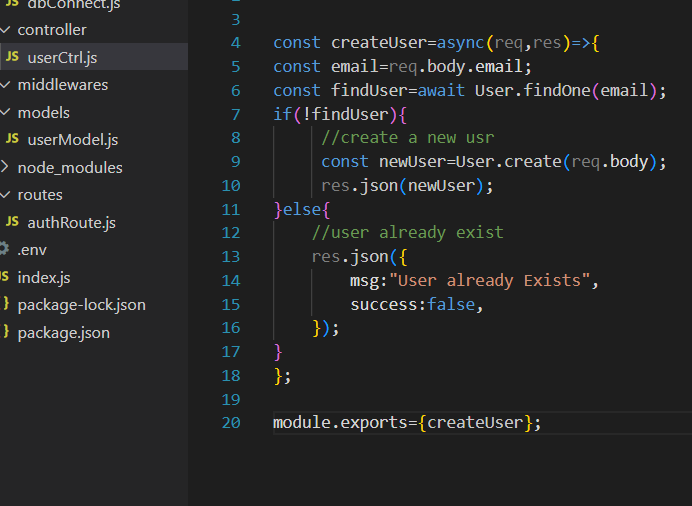 dbConnect.js
controller
JS userCtrl.js
middlewares
models
JS userModel.js
node_modules
routes
JS authRoute.js
.env
JS index.js
{} package-lock.json
{} package.json
3
4 const createUser=async(req,res)=>{
5 const email=req.body.email;
6 const findUser=await User.findOne(email);
7 if(!findUser){
8 //create a new usr
9 const newUser=User.create(req.body);
10 res.json(newUser);
11 }else{
12 //user already exist
13 res.json({
14 msg:"User already Exists",
15 success:false,
16 });
17 }
18 };
19
20 module.exports={createUser};